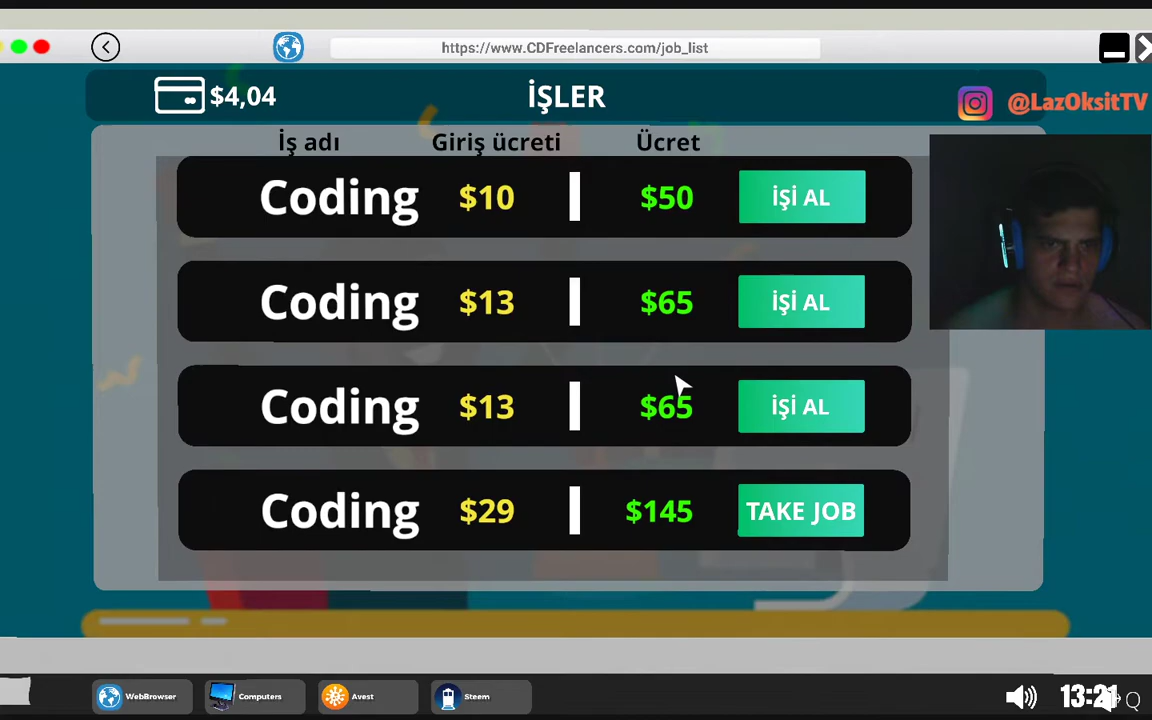 https://www.CDFreelancers.com/job_list
$4,04
İŞLER
@LazOksitTV
İş adı Giriş ücreti Ücret
Coding $10 $50 İŞİ AL
Coding $13 $65 İŞİ AL
Coding $13 $65 İŞİ AL
Coding $29 $145 TAKE JOB
WebBrowser Computers Avest Steem
13:21
Q